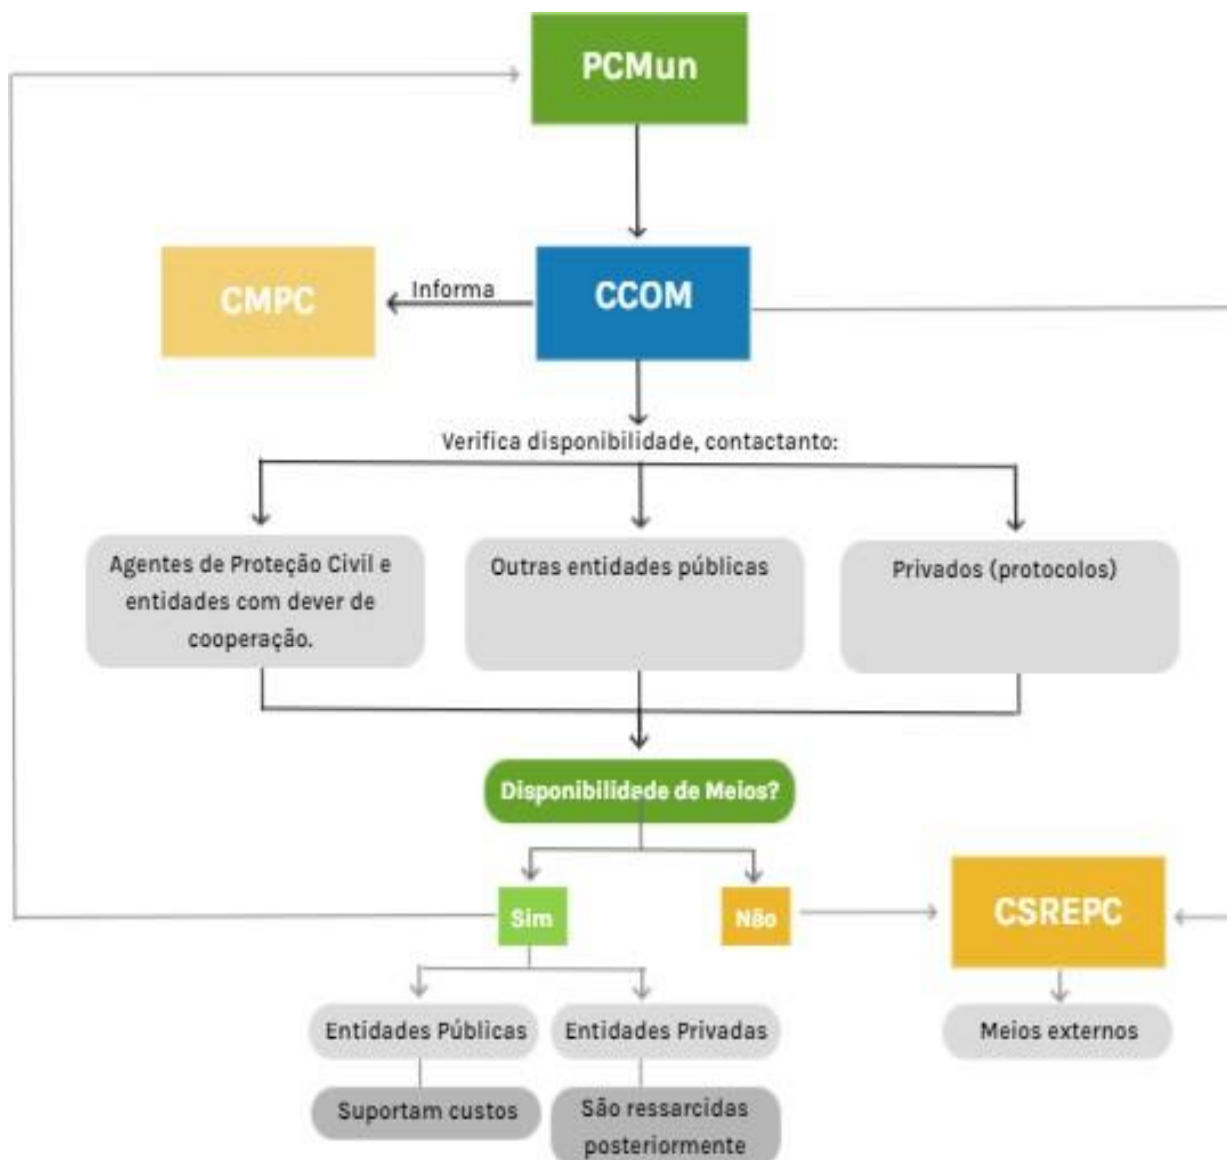 PCMun
CMPC
Informa
CCOM
Verifica disponibilidade, contactanto:
Agentes de Proteção Civil e
entidades com dever de
cooperação.
Outras entidades públicas
Privados (protocolos)
Disponibilidade de Meios?
Sim
Não
CSREPC
Entidades Públicas
Entidades Privadas
Meios externos
Suportam custos
São ressarcidas
posteriormente